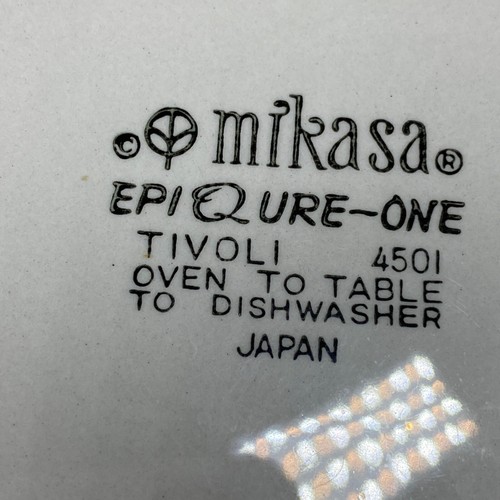 © mikasa®
EPIQURE-ONE
TIVOLI 4501
OVEN TO TABLE
TO DISHWASHER
JAPAN